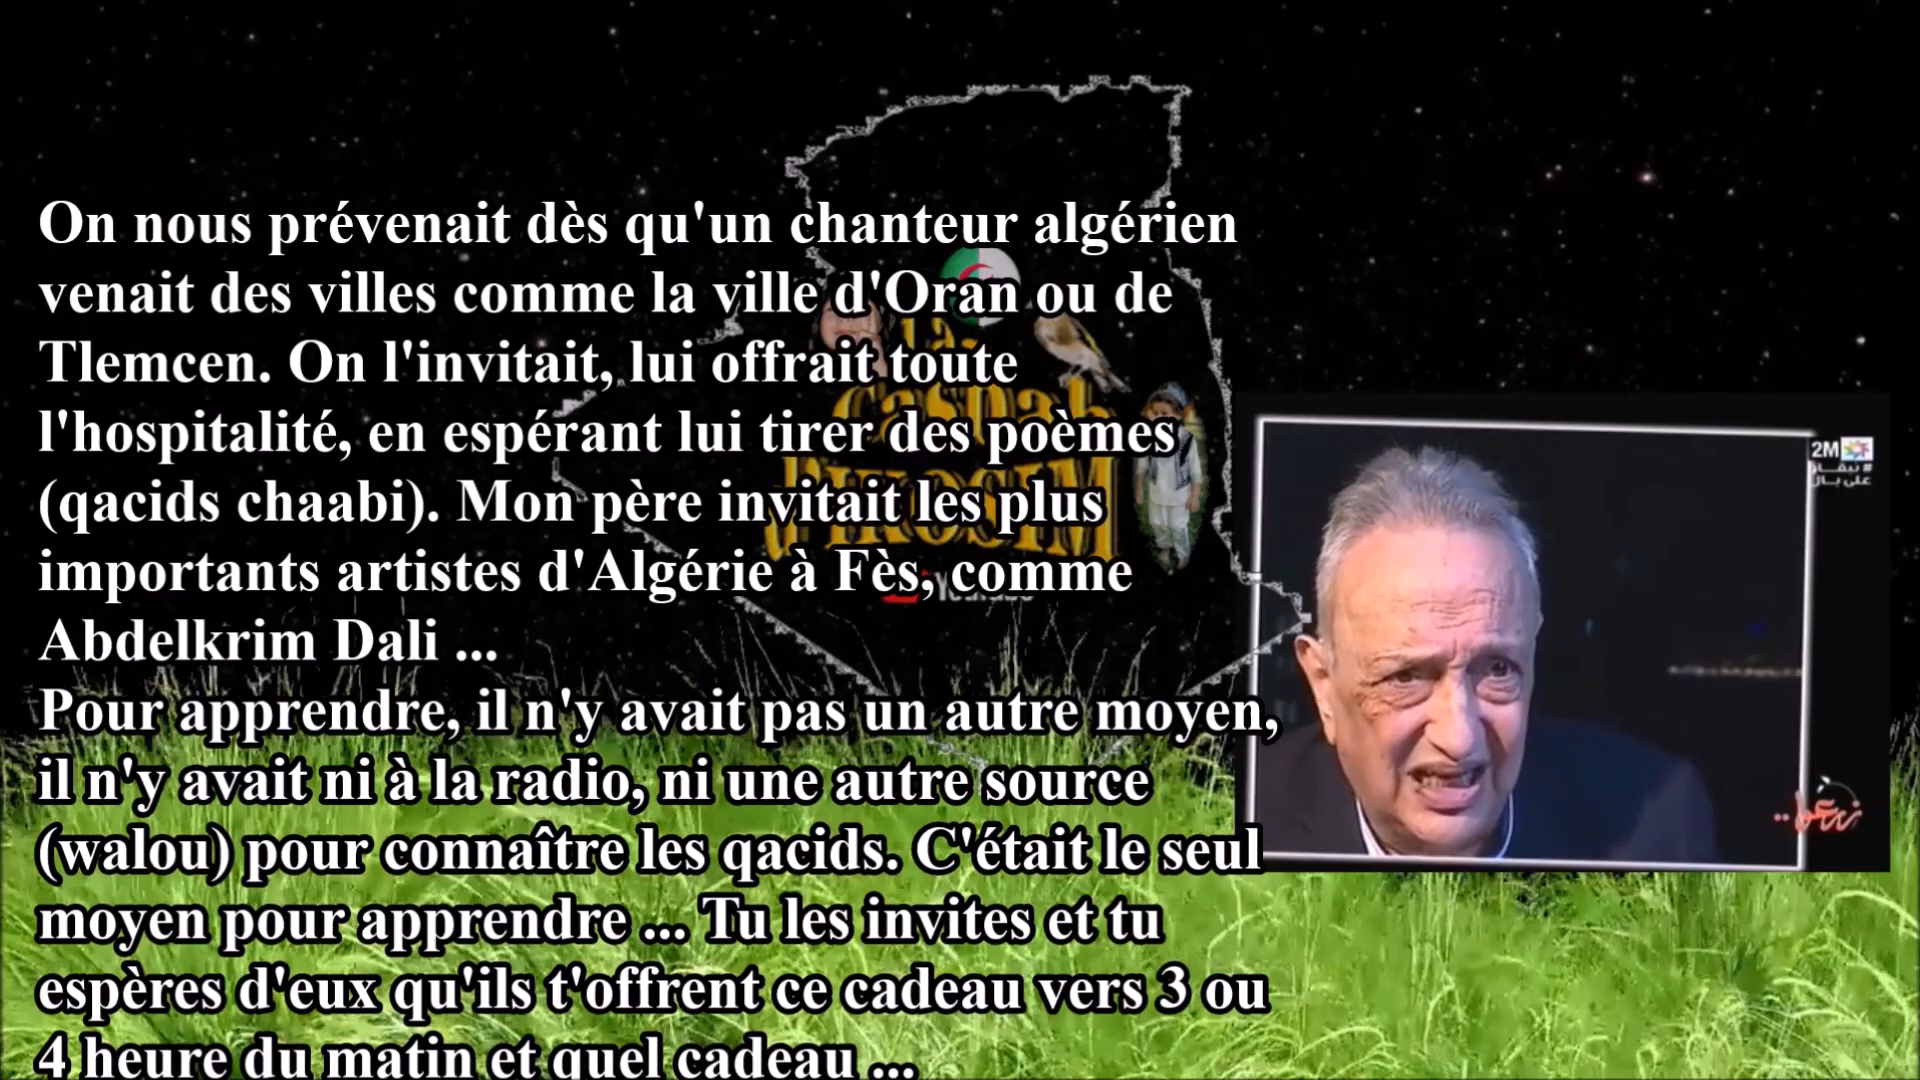 On nous prévenait dès qu'un chanteur algérien
venait des villes comme la ville d'Oran ou de
Tlemcen. On l'invitait, lui offrait toute
l'hospitalité, en espérant lui tirer des poèmes
(qacids chaabi). Mon père invitait les plus
importants artistes d'Algérie à Fès, comme
Abdelkrim Dali ...
Pour apprendre, il n'y avait pas un autre moyen,
il n'y avait ni à la radio, ni une autre source
(walou) pour connaître les qacids. C'était le seul
moyen pour apprendre ... Tu les invites et tu
espères d'eux qu'ils t'offrent ce cadeau vers 3 ou
4 heure du matin et quel cadeau ...
la
casbah
d'IKOSIM
2M